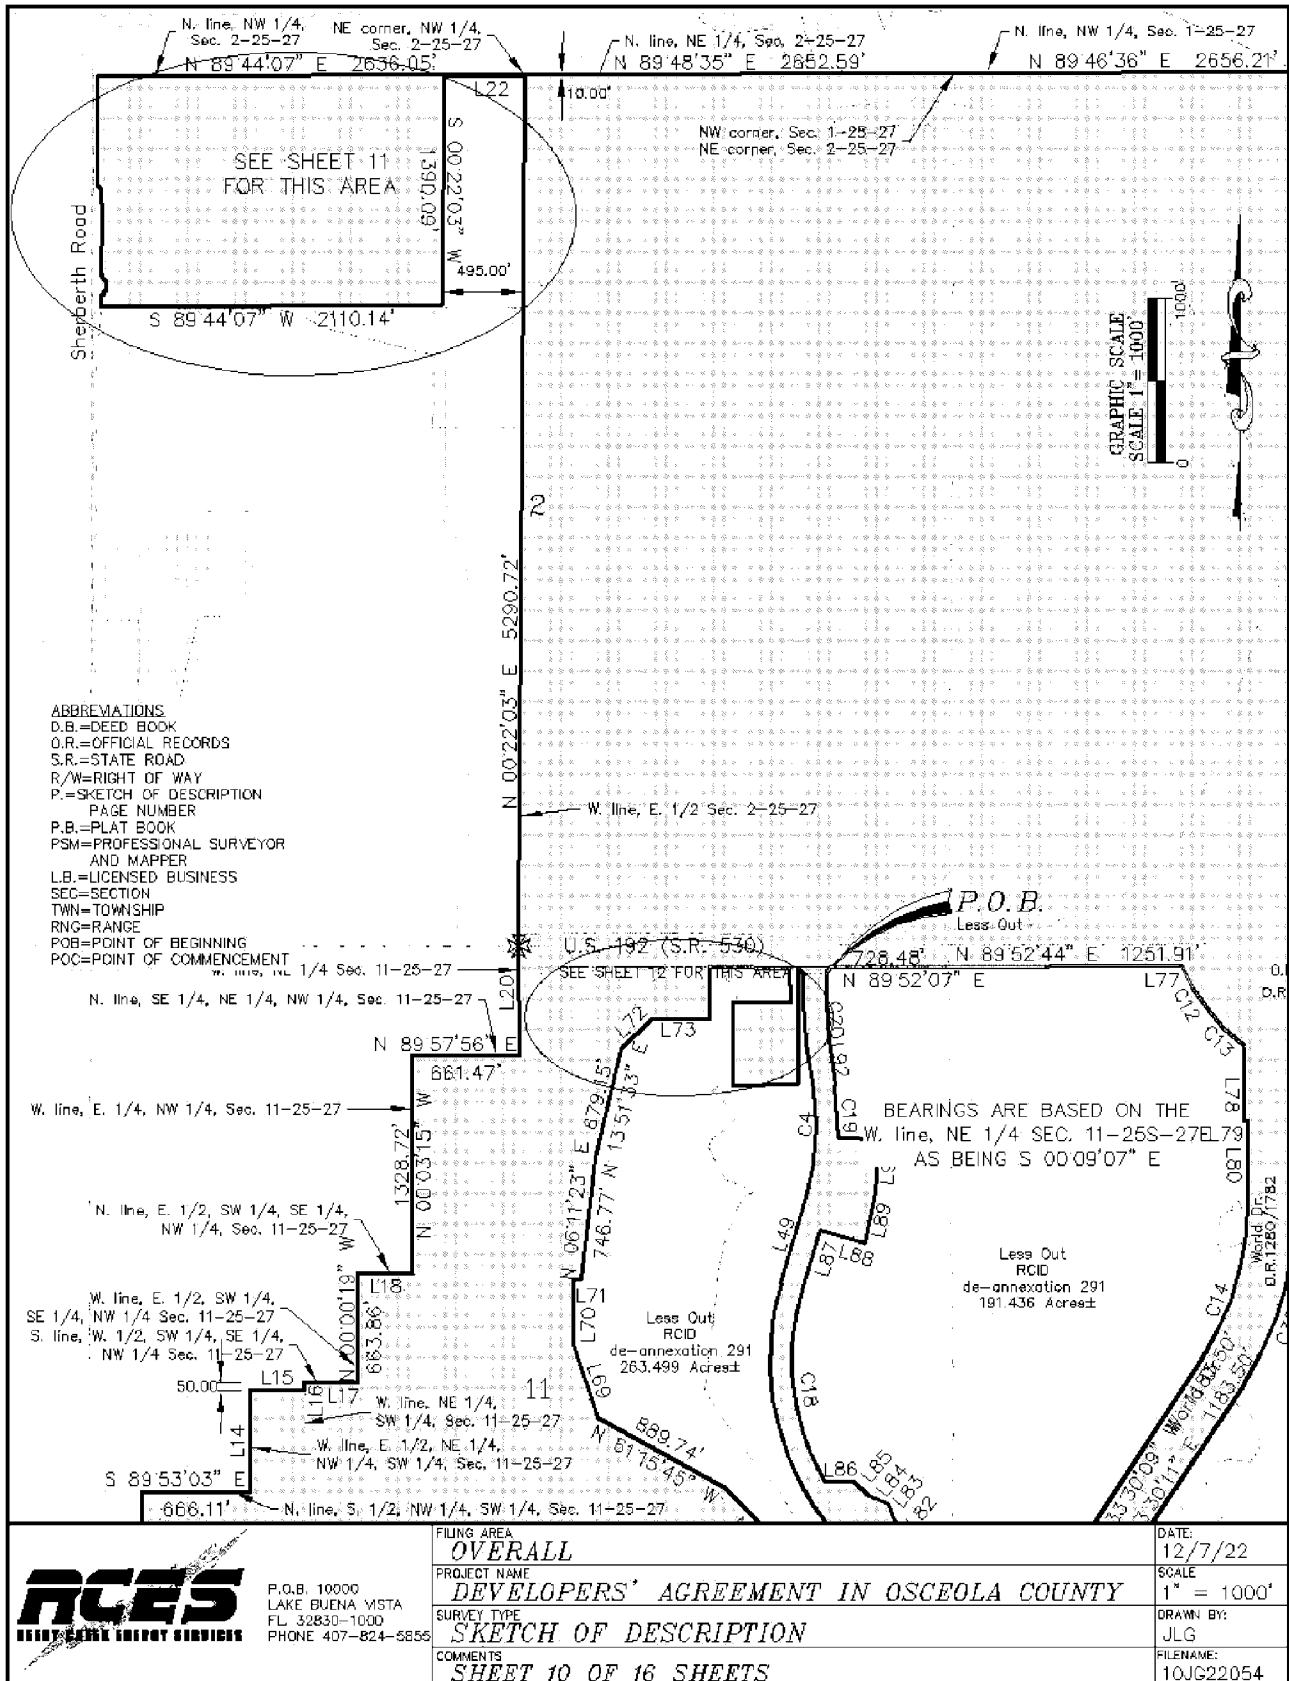 N. line, NW 1/4,
Sec. 2-25-27
NE corner, NW 1/4,
Sec. 2-25-27
N. line, NE 1/4, Sec. 2-25-27
N. line, NW 1/4, Sec. 1-25-27
N 89°44'07" E 2636.05'
N 89°48'35" E 2652.59'
N 89°46'36" E 2656.21'
L22
10.00'
NW corner, Sec. 1-25-27
NE corner, Sec. 2-25-27
SEE SHEET 11
FOR THIS AREA
S 00°22'03" W
1390.09'
495.00'
Sherberth Road
S 89°44'07" W 2110.14'
GRAPHIC SCALE
SCALE 1" = 1000'
0
1000'
2
N 00°22'03" E 5290.72'
ABBREVIATIONS
D.B.=DEED BOOK
O.R.=OFFICIAL RECORDS
S.R.=STATE ROAD
R/W=RIGHT OF WAY
P.=SKETCH OF DESCRIPTION
PAGE NUMBER
P.B.=PLAT BOOK
PSM=PROFESSIONAL SURVEYOR
AND MAPPER
L.B.=LICENSED BUSINESS
SEC=SECTION
TWN=TOWNSHIP
RNG=RANGE
POB=POINT OF BEGINNING
POC=POINT OF COMMENCEMENT
W. line, E. 1/2 Sec. 2-25-27
P.O.B.
Less Out
U.S. 192 (S.R. 530)
SEE SHEET 12 FOR THIS AREA
728.48'
N 89°52'44" E 1251.91'
N 89°52'07" E
L77
W. line, NE 1/4 Sec. 11-25-27
L20
N. line, SE 1/4, NE 1/4, NW 1/4, Sec. 11-25-27
N 89°57'56" E
661.47'
L72
L73
C20
L92
C19
C4
C12
C13
L78
L79
L80
W. line, E. 1/4, NW 1/4, Sec. 11-25-27
1328.72'
N 00°03'15" W
N 13°51'33" E 879.15'
N 06°11'23" E
746.77'
BEARINGS ARE BASED ON THE
W. line, NE 1/4 SEC. 11-25S-27E
AS BEING S 00°09'07" E
N. line, E. 1/2, SW 1/4, SE 1/4,
NW 1/4, Sec. 11-25-27
L18
N 00°00'19" W
663.86'
L49
L87
L88
L89
World Dr.
O.R.1280/1782
W. line, E. 1/2, SW 1/4,
SE 1/4, NW 1/4 Sec. 11-25-27
S. line, W. 1/2, SW 1/4, SE 1/4,
NW 1/4 Sec. 11-25-27
L71
L70
L69
Less Out
RCID
de-annexation 291
263.499 Acres±
Less Out
RCID
de-annexation 291
191.436 Acres±
C14
50.00'
L15
L16
L17
11
C18
W. line, NE 1/4,
SW 1/4, Sec. 11-25-27
L14
W. line, E. 1/2, NE 1/4,
NW 1/4, SW 1/4, Sec. 11-25-27
889.74'
N 61°15'45" W
S 89°53'03" E
666.11'
N. line, S. 1/2, NW 1/4, SW 1/4, Sec. 11-25-27
L86
L85
L84
L83
L82
1183.50'
FILING AREA
OVERALL
DATE:
12/7/22
PROJECT NAME
DEVELOPERS' AGREEMENT IN OSCEOLA COUNTY
SCALE
1" = 1000'
SURVEY TYPE
SKETCH OF DESCRIPTION
DRAWN BY:
JLG
COMMENTS
SHEET 10 OF 16 SHEETS
FILENAME:
10JG22054
RCES
REEDY CREEK ENERGY SERVICES
P.O.B. 10000
LAKE BUENA VISTA
FL 32830-1000
PHONE 407-824-5855